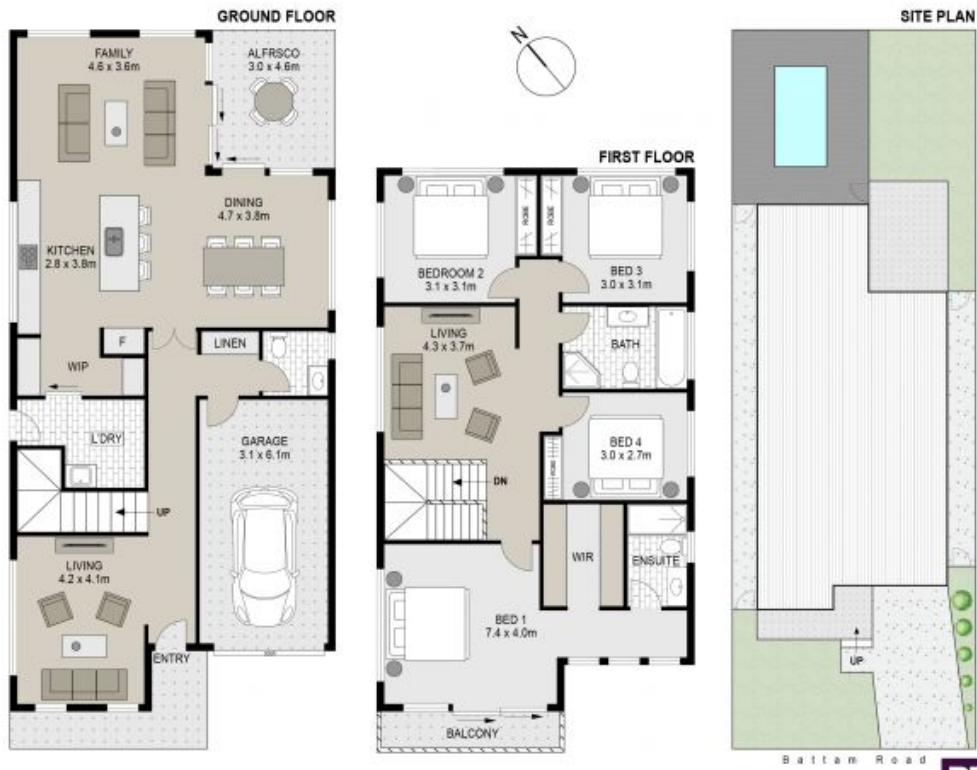 GROUND FLOOR
FAMILY
4.6 x 3.6m
ALFRSCO
3.0 x 4.6m
DINING
4.7 x 3.8m
KITCHEN
2.8 x 3.8m
F
LINEN
WIP
L'DRY
GARAGE
3.1 x 6.1m
UP
LIVING
4.2 x 4.1m
ENTRY
N
FIRST FLOOR
ROBE
ROBE
BEDROOM 2
3.1 x 3.1m
BED 3
3.0 x 3.1m
LIVING
4.3 x 3.7m
BATH
BED 4
3.0 x 2.7m
ROBE
DN
WIR
ENSUITE
BED 1
7.4 x 4.0m
BALCONY
SITE PLAN
UP
Battam Road